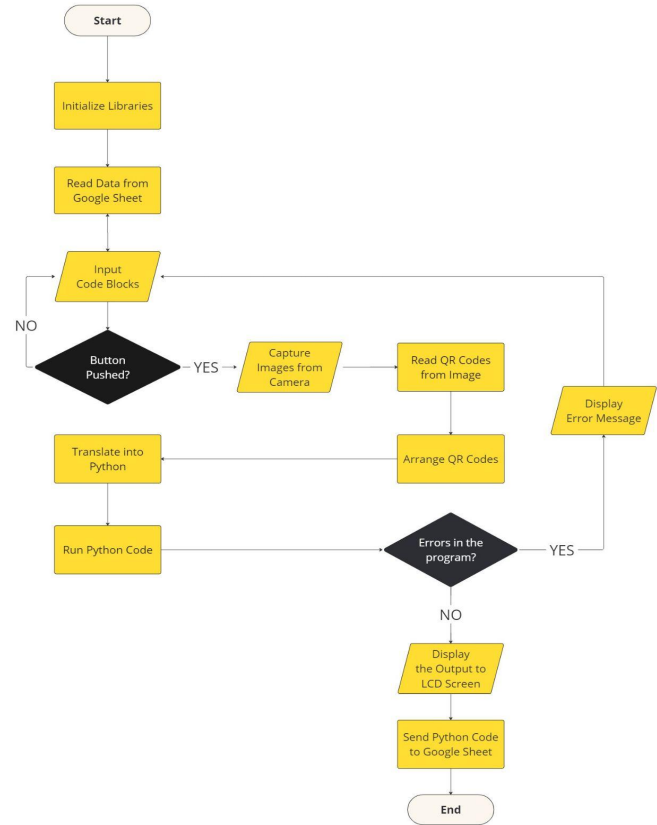 Start
Initialize Libraries
Read Data from
Google Sheet
Input
Code Blocks
NO
Button
Pushed?
YES
Capture
Images from
Camera
Read QR Codes
from Image
Display
Error Message
Translate into
Python
Arrange QR Codes
Run Python Code
Errors in the
program?
YES
NO
Display
the Output to
LCD Screen
Send Python Code
to Google Sheet
End